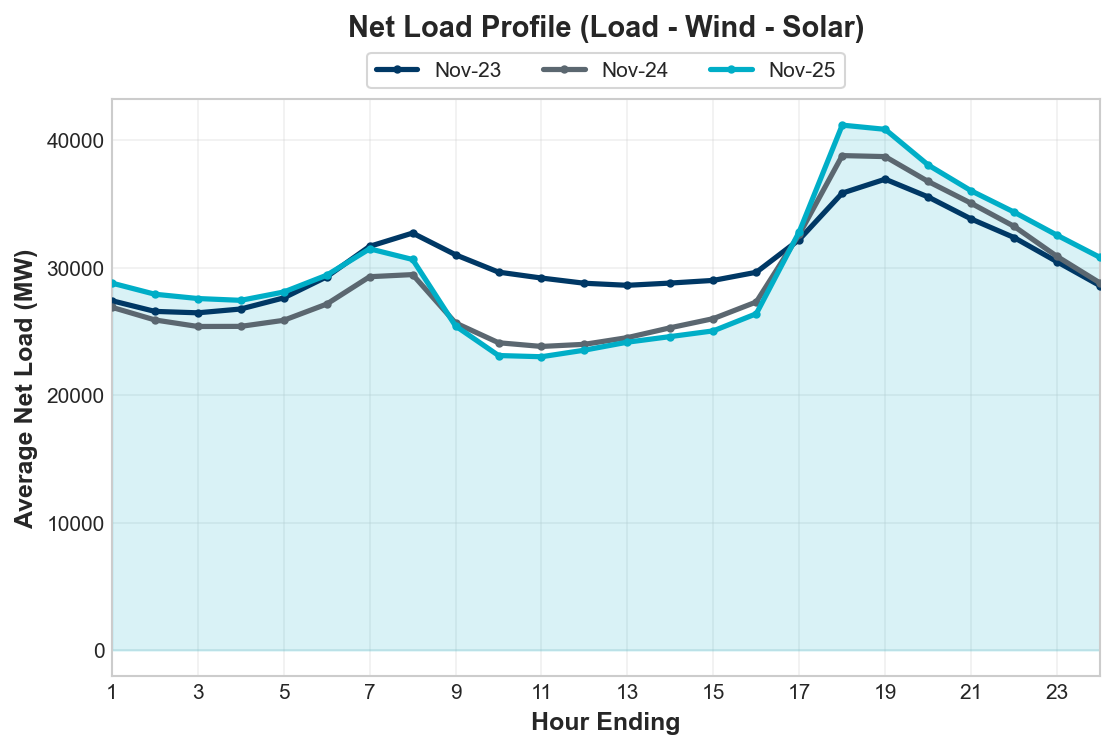 Net Load Profile (Load - Wind - Solar)
Nov-23 Nov-24 Nov-25
Average Net Load (MW)
40000
30000
20000
10000
0
1 3 5 7 9 11 13 15 17 19 21 23
Hour Ending